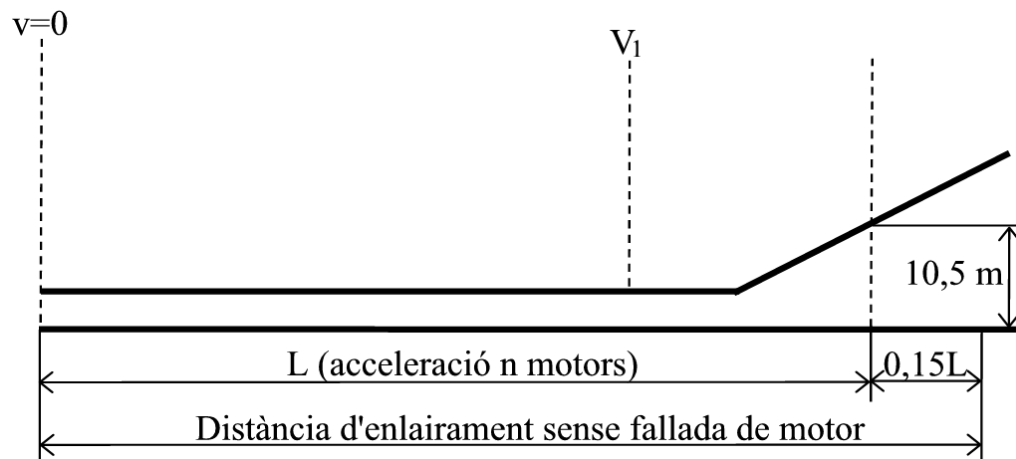 v=0
V₁
10,5 m
L (acceleració n motors)
0,15L
Distància d'enlairament sense fallada de motor